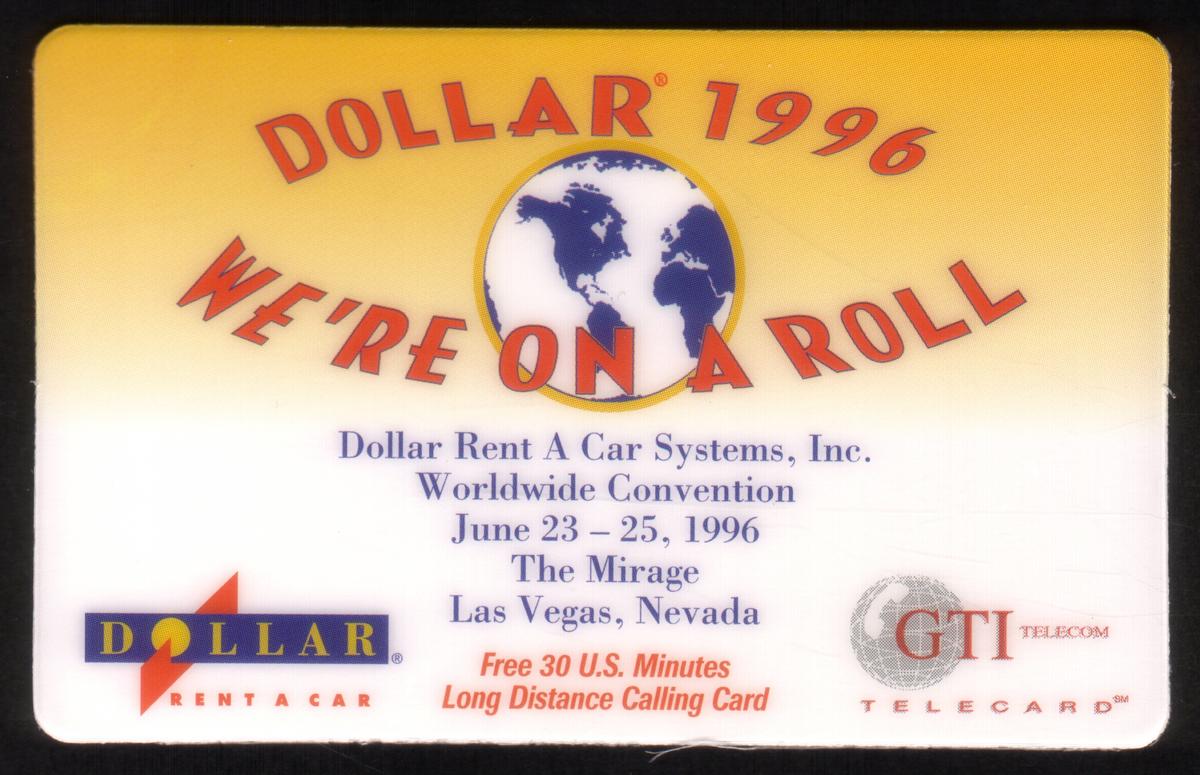 DOLLAR® 1996
WE'RE ON A ROLL
Dollar Rent A Car Systems, Inc.
Worldwide Convention
June 23 – 25, 1996
The Mirage
Las Vegas, Nevada
Free 30 U.S. Minutes
Long Distance Calling Card
DOLLAR®
RENT A CAR
GTI TELECOM
TELECARD℠